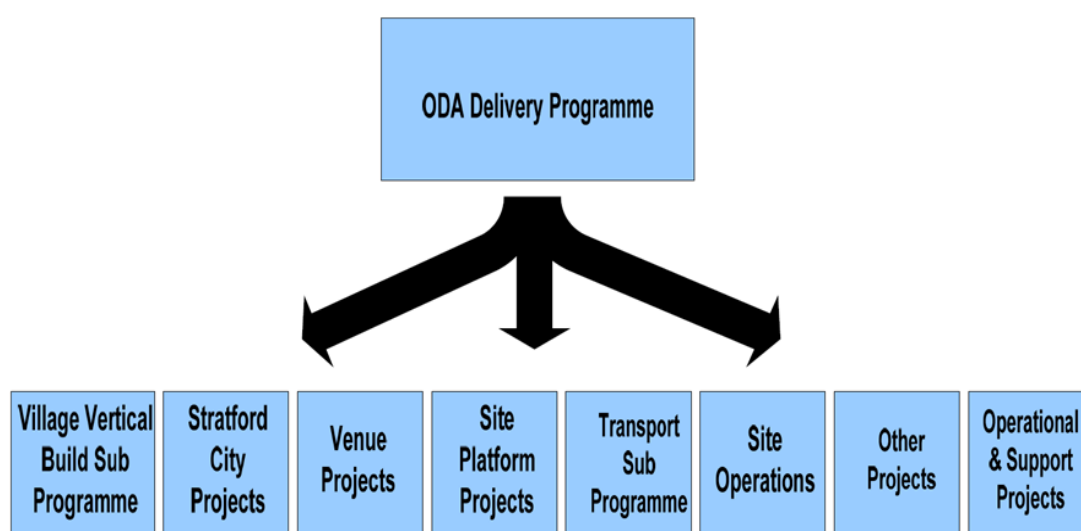 ODA Delivery Programme
Village Vertical
Build Sub
Programme
Stratford
City
Projects
Venue
Projects
Site
Platform
Projects
Transport
Sub
Programme
Site
Operations
Other
Projects
Operational
& Support
Projects